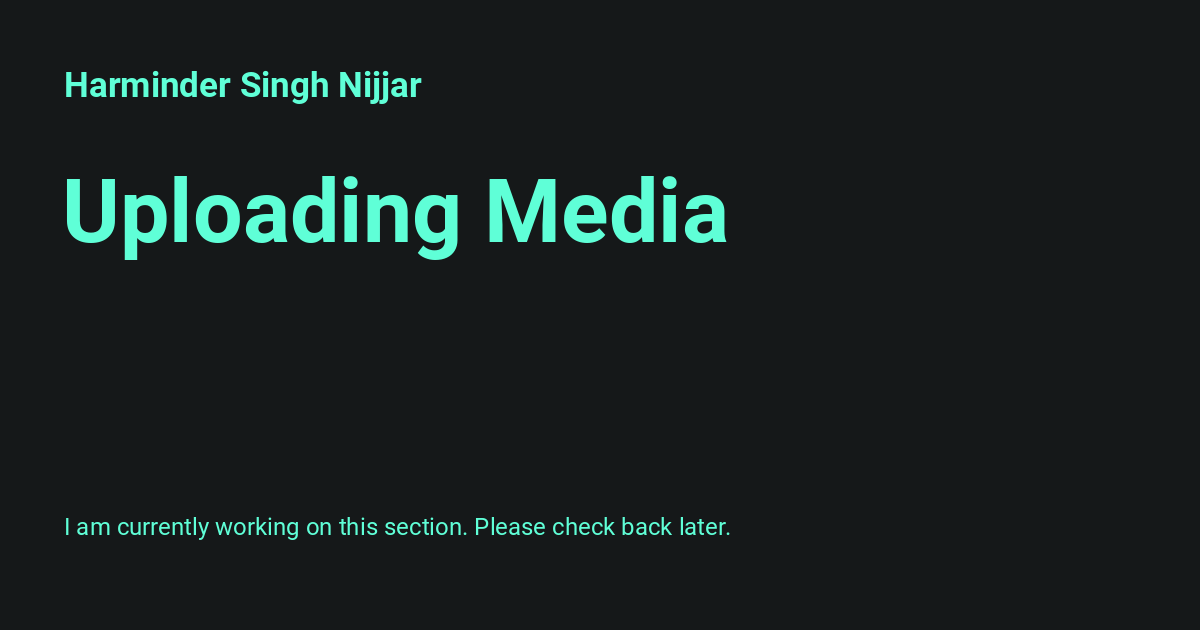 Harminder Singh Nijjar
Uploading Media
I am currently working on this section. Please check back later.